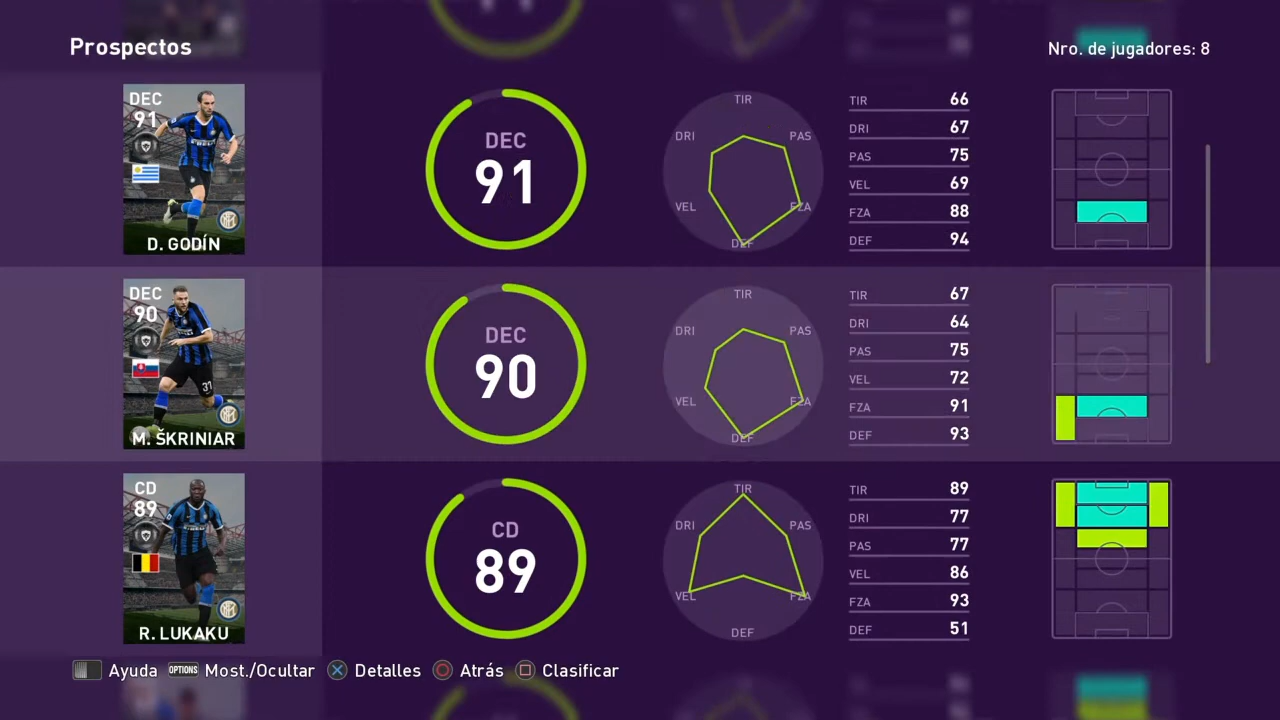 Prospectos
Nro. de jugadores: 8
DEC
91
D. GODÍN
DEC
91
TIR
PAS
FZA
DEF
VEL
DRI
TIR 66
DRI 67
PAS 75
VEL 69
FZA 88
DEF 94
DEC
90
37
M. ŠKRINIAR
DEC
90
TIR
PAS
FZA
DEF
VEL
DRI
TIR 67
DRI 64
PAS 75
VEL 72
FZA 91
DEF 93
CD
89
R. LUKAKU
CD
89
TIR
PAS
FZA
DEF
VEL
DRI
TIR 89
DRI 77
PAS 77
VEL 86
FZA 93
DEF 51
Ayuda OPTIONS Most./Ocultar Detalles Atrás Clasificar